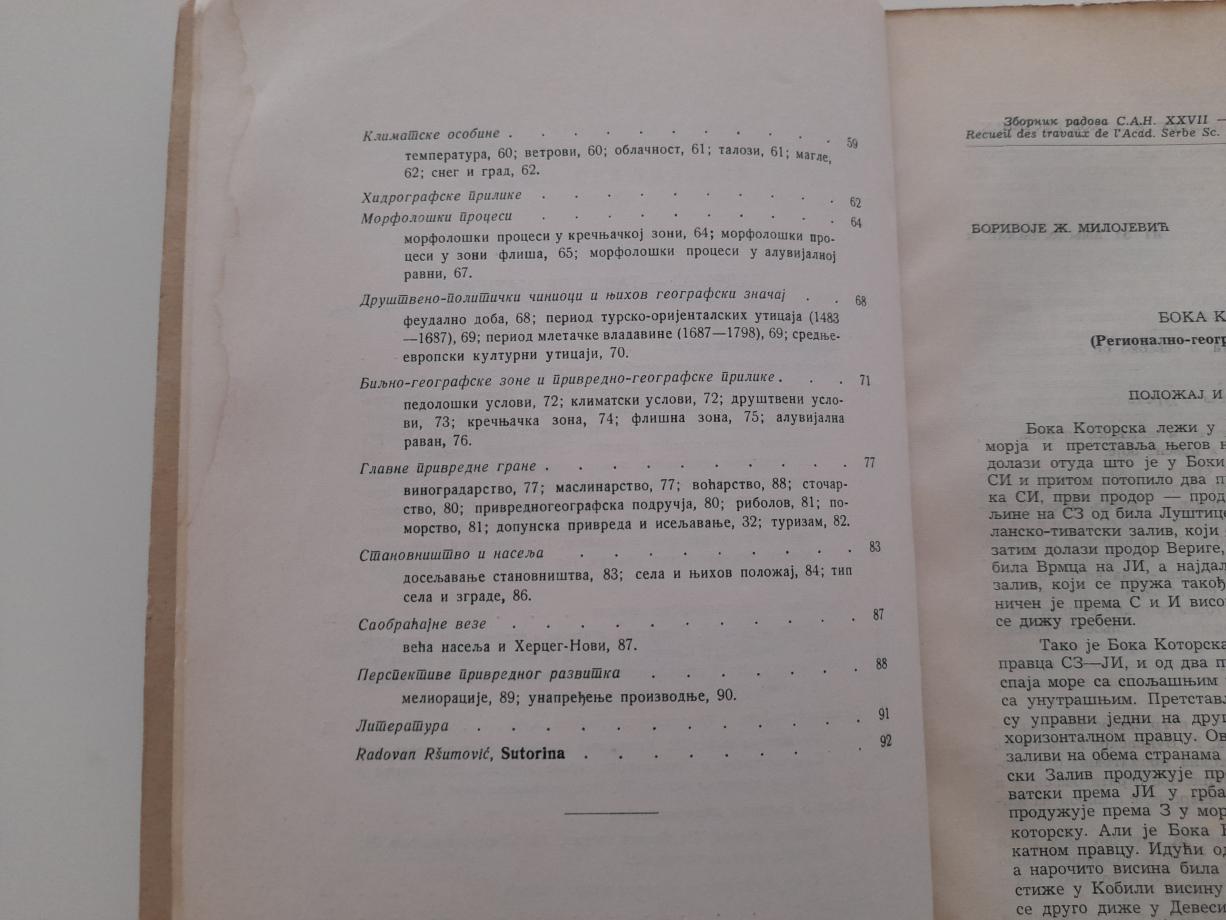 Климатске особине . . . . . . . . . . 59
температура, 60; ветрови, 60; облачност, 61; талози, 61; магле,
62; снег и град, 62.
Хидрографске прилике . . . . . . . . . . 62
Морфолошки процеси . . . . . . . . . . 64
морфолошки процеси у кречњачкој зони, 64; морфолошки про-
цеси у зони флиша, 65; морфолошки процеси у алувијалној
равни, 67.
Друштвено-политички чиниоци и њихов географски значај . . 68
феудално доба, 68; период турско-оријенталских утицаја (1483
—1687), 69; период млетачке владавине (1687—1798), 69; средње-
европски културни утицаји, 70.
Биљно-географске зоне и привредно-географске прилике . . . 71
педолошки услови, 72; климатски услови, 72; друштвени усло-
ви, 73; кречњачка зона, 74; флишна зона, 75; алувијална
раван, 76.
Главне привредне гране . . . . . . . . . . 77
виноградарство, 77; маслинарство, 77; воћарство, 88; сточар-
ство, 80; привредногеографска подручја, 80; риболов, 81; по-
морство, 81; допунска привреда и исељавање, 32; туризам, 82.
Становништво и насеља . . . . . . . . . 83
досељавање становништва, 83; села и њихов положај, 84; тип
села и зграде, 86.
Саобраћајне везе . . . . . . . . . . 87
већа насеља и Херцег-Нови, 87.
Перспективе привредног развитка . . . . . . 88
мелиорације, 89; унапређење производње, 90.
Литература . . . . . . . . . . . 91
Radovan Ršumović, Sutorina . . . . . . . . 92
Зборник радова С.А.Н. XXVII —
Recueil des travaux de l'Acad. Serbe Sc.
БОРИВОЈЕ Ж. МИЛОЈЕВИЋ
БОКА К
(Регионално-геогр
ПОЛОЖАЈ И
Бока Которска лежи у
морја и претставља његов н
долази отуда што је у Боки
СИ и притом потопило два п
ка СИ, први продор — прод
љине на СЗ од била Луштице
ланско-тиватски залив, који
затим долази продор Вериге,
била Врмца на ЈИ, а најдал
залив, који се пружа такођ
ничен је према С и И висо
се дижу гребени.
Тако је Бока Которска
правца СЗ—ЈИ, и од два п
спаја море са спољашњим
са унутрашњим. Претстављ
су управни једни на друг
хоризонталном правцу. Ов
заливи на обема странама
ски Залив продужује пр
ватски према ЈИ у грба
продужује према З у мор
которску. Али је Бока К
катном правцу. Идући од
а нарочито висина била
стиже у Кобили висину
се друго диже у Девеси